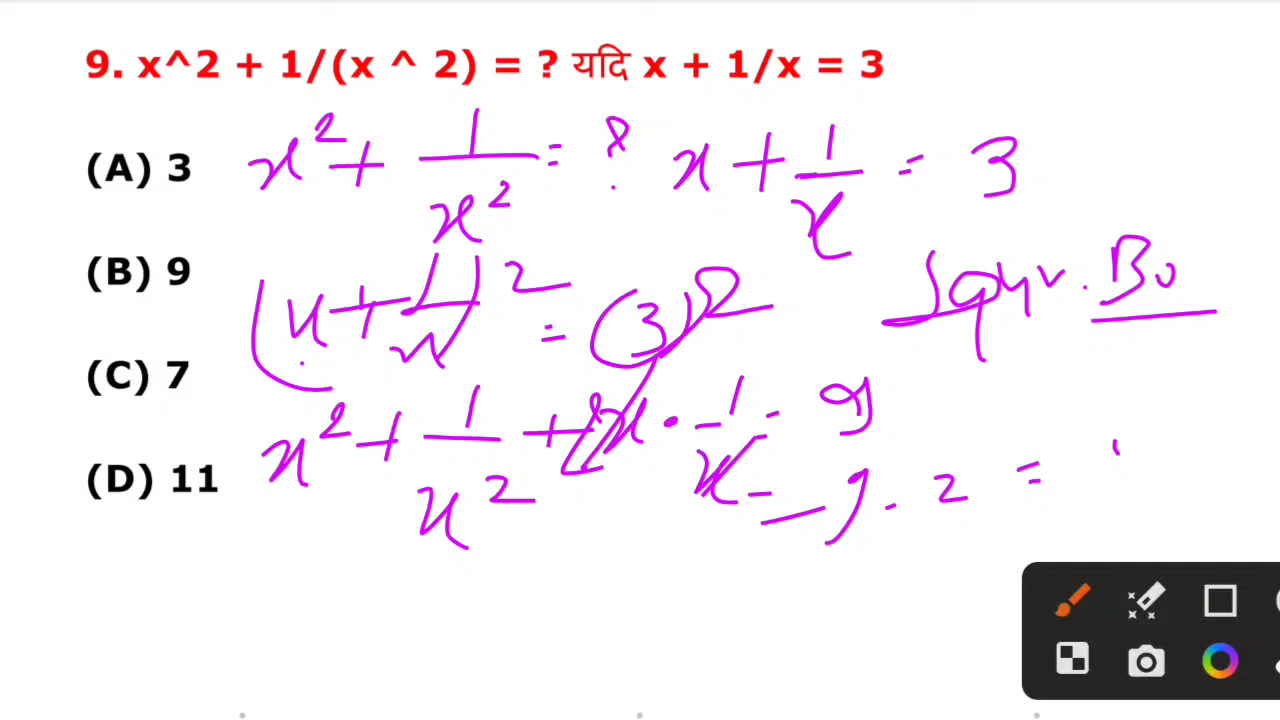 9. x^2 + 1/(x ^ 2) = ? यदि x + 1/x = 3
(A) 3
x² + 1/x² = ? x + 1/x = 3
(B) 9
(x + 1/x)² = (3)²
(C) 7
x² + 1/x² + 2x · 1/x = 9
(D) 11
9 - 2 =